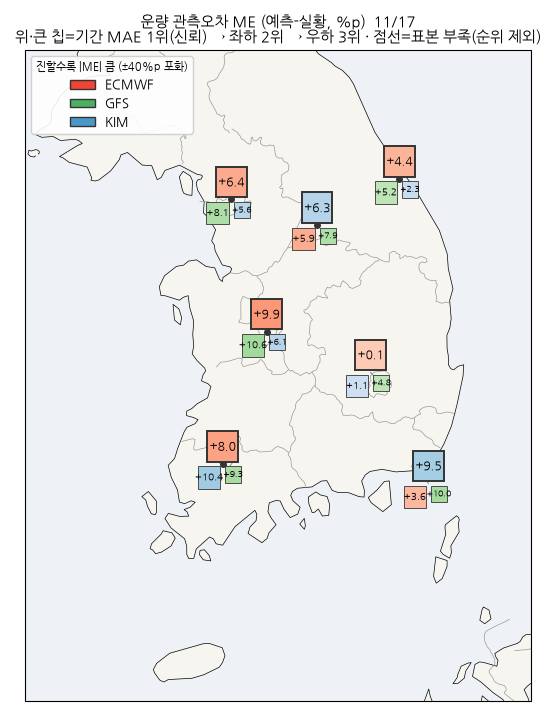 운량 관측오차 ME (예측-실황, %p)  11/17
위·큰 칩=기간 MAE 1위(신뢰) → 좌하 2위 → 우하 3위 · 점선=표본 부족(순위 제외)
진할수록 |ME| 큼 (±40%p 포화)
ECMWF
GFS
KIM
+4.4
+5.2 +2.3
+6.4
+8.1 +5.6
+6.3
+5.9 +7.9
+9.9
+10.6 +6.1
+0.1
+1.1 +4.8
+8.0
+10.4 +9.3
+9.5
+3.6 +10.0